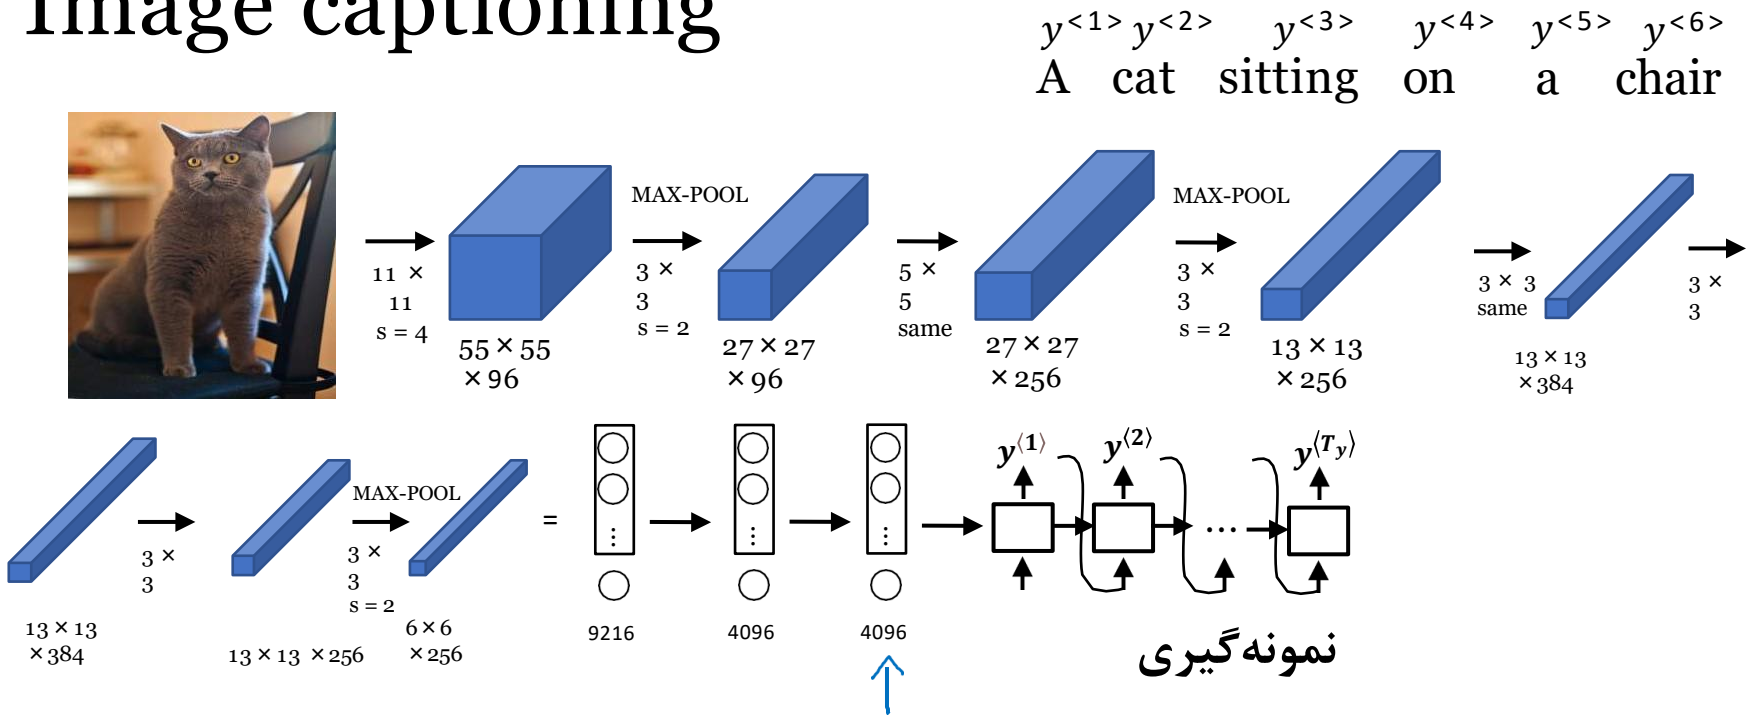 Image captioning
y<1> y<2> y<3> y<4> y<5> y<6>
A cat sitting on a chair
MAX-POOL
MAX-POOL
11 ×
11
s = 4
3 ×
3
s = 2
5 ×
5
same
3 ×
3
s = 2
3 × 3
same
3 ×
3
55 × 55
× 96
27 × 27
× 96
27 × 27
× 256
13 × 13
× 256
13 × 13
× 384
MAX-POOL
3 ×
3
3 ×
3
s = 2
=
⋮
⋮
⋮
y⟨1⟩ y⟨2⟩ y⟨Ty⟩
…
13 × 13
× 384
13 × 13 × 256
6 × 6
× 256
9216
4096
4096
نمونه‌گیری